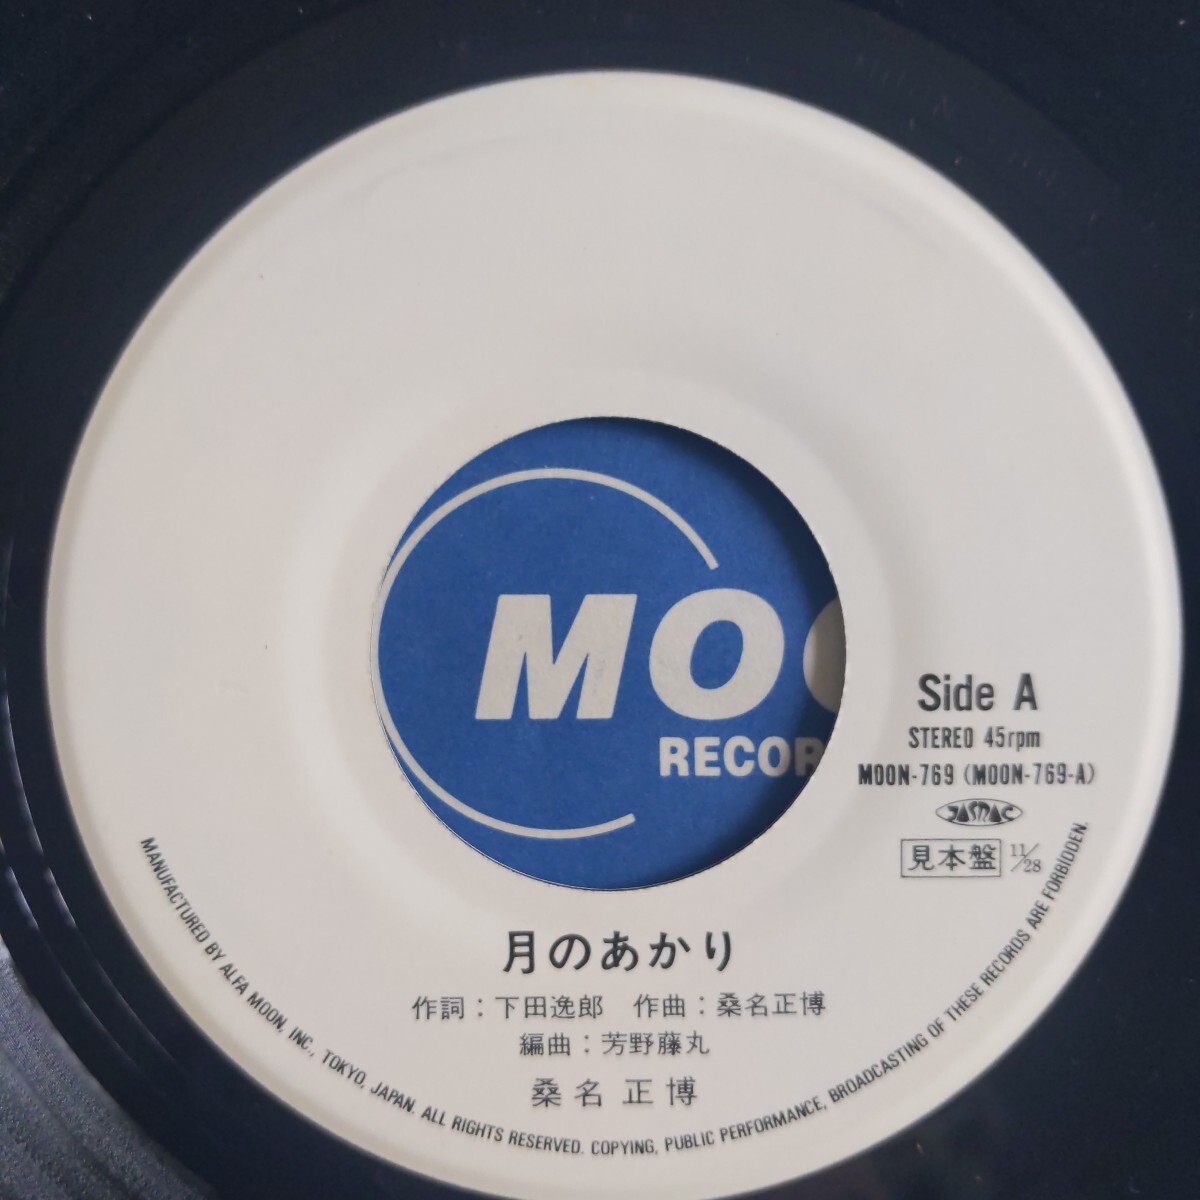 MOO
RECOR
Side A
STEREO 45rpm
MOON-769 (MOON-769-A)
JASRAC
見本盤 11/28
月のあかり
作詞：下田逸郎 作曲：桑名正博
編曲：芳野藤丸
桑名 正博
MANUFACTURED BY ALFA MOON, INC., TOKYO, JAPAN. ALL RIGHTS RESERVED. COPYING, PUBLIC PERFORMANCE, BROADCASTING OF THESE RECORDS ARE FORBIDDEN.